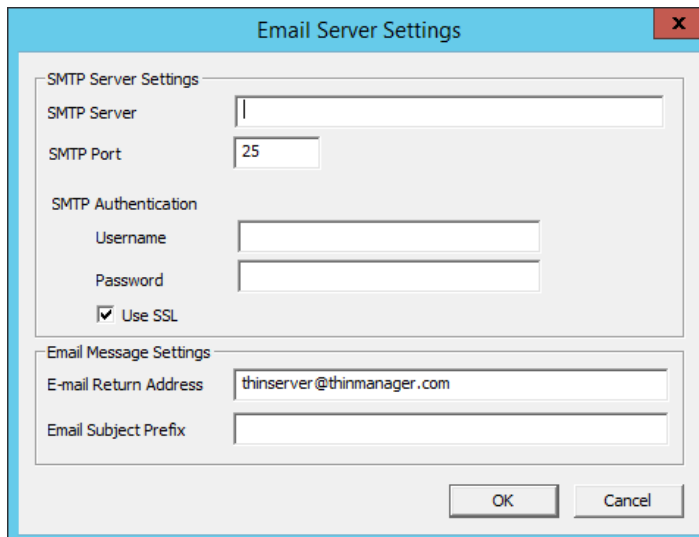 Email Server Settings
x
SMTP Server Settings
SMTP Server
SMTP Port 25
SMTP Authentication
Username
Password
Use SSL
Email Message Settings
E-mail Return Address thinserver@thinmanager.com
Email Subject Prefix
OK Cancel